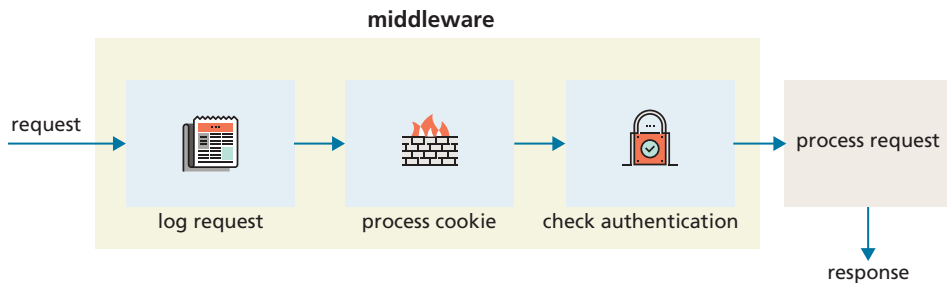 middleware
request
log request
process cookie
check authentication
process request
response